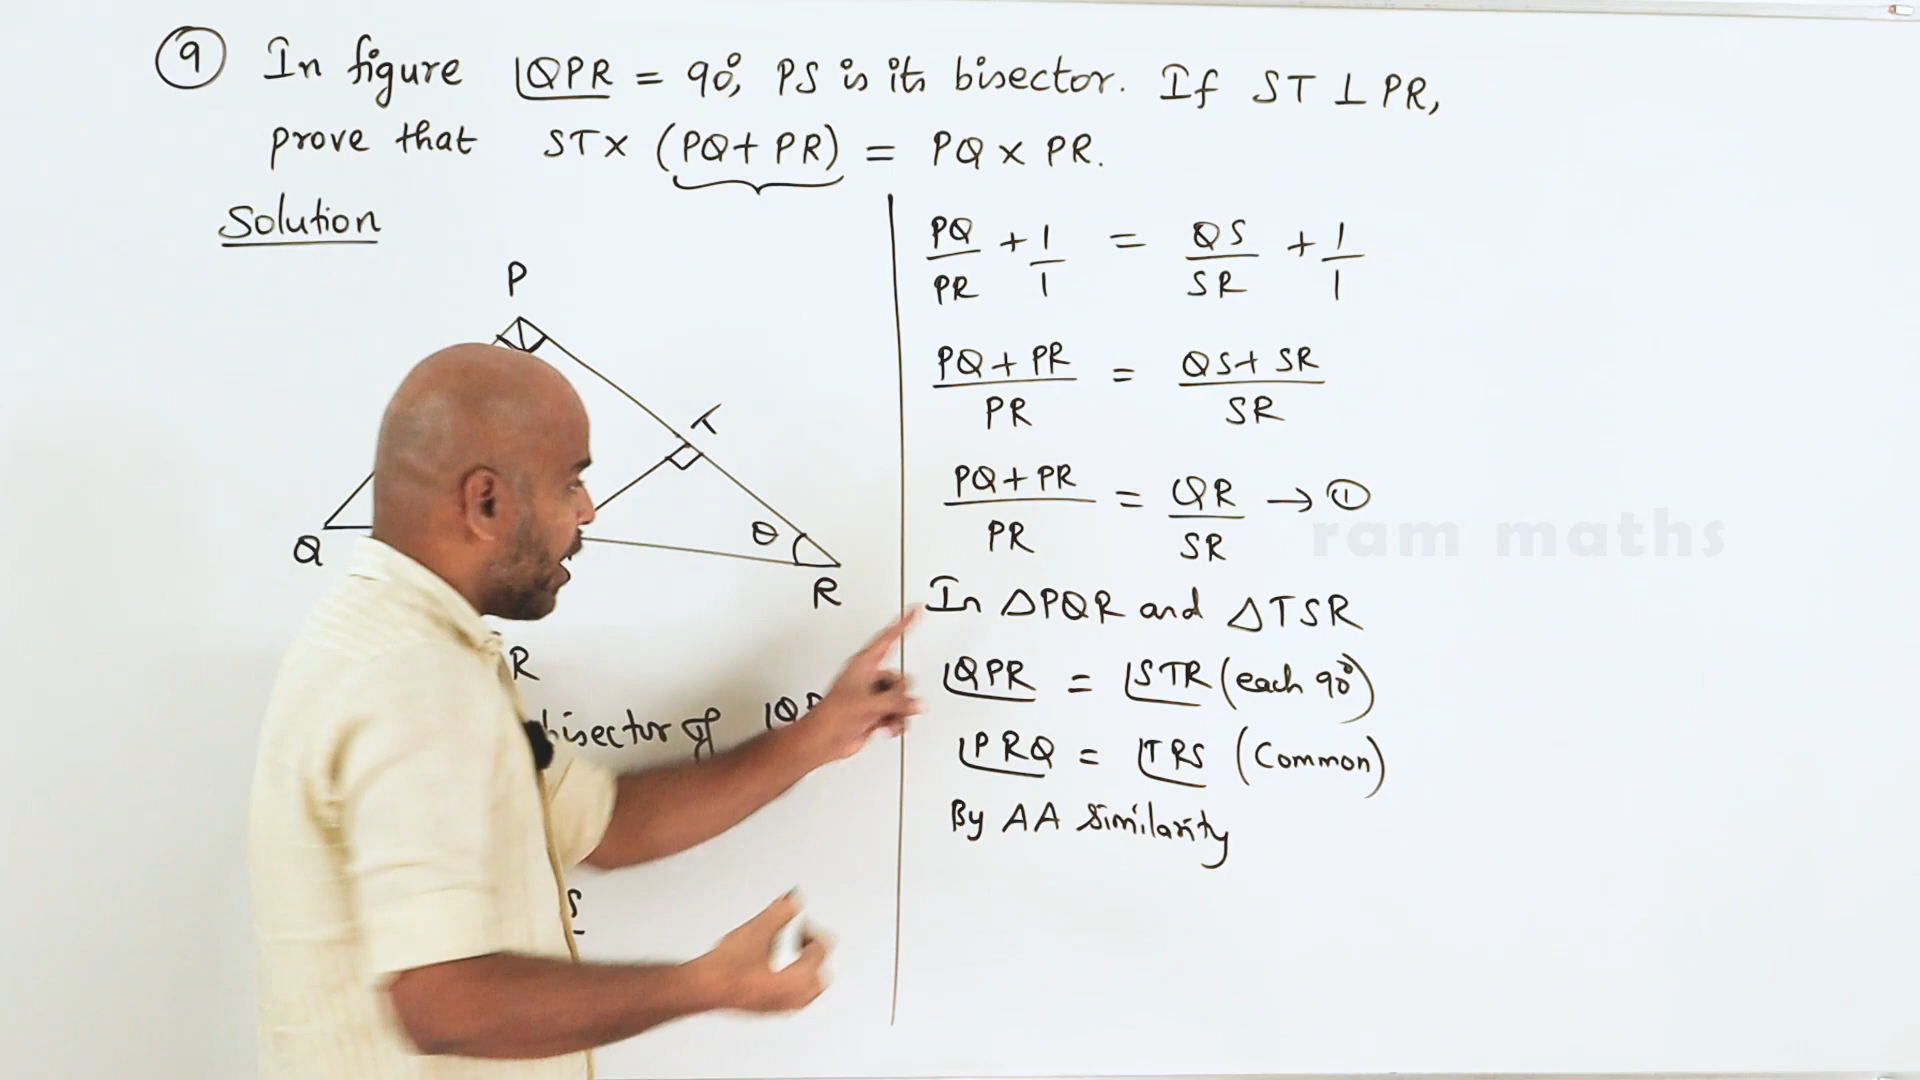 9 In figure ∠QPR = 90°, PS is its bisector. If ST ⊥ PR,
prove that ST × (PQ + PR) = PQ × PR.
Solution
P
T
θ
Q
R
R
bisector of
S
PQ/PR + 1/1 = QS/SR + 1/1
PQ + PR/PR = QS + SR/SR
PQ + PR/PR = QR/SR → ①
ram maths
In △PQR and △TSR
∠QPR = ∠STR (each 90°)
∠PRQ = ∠TRS (Common)
By AA Similarity